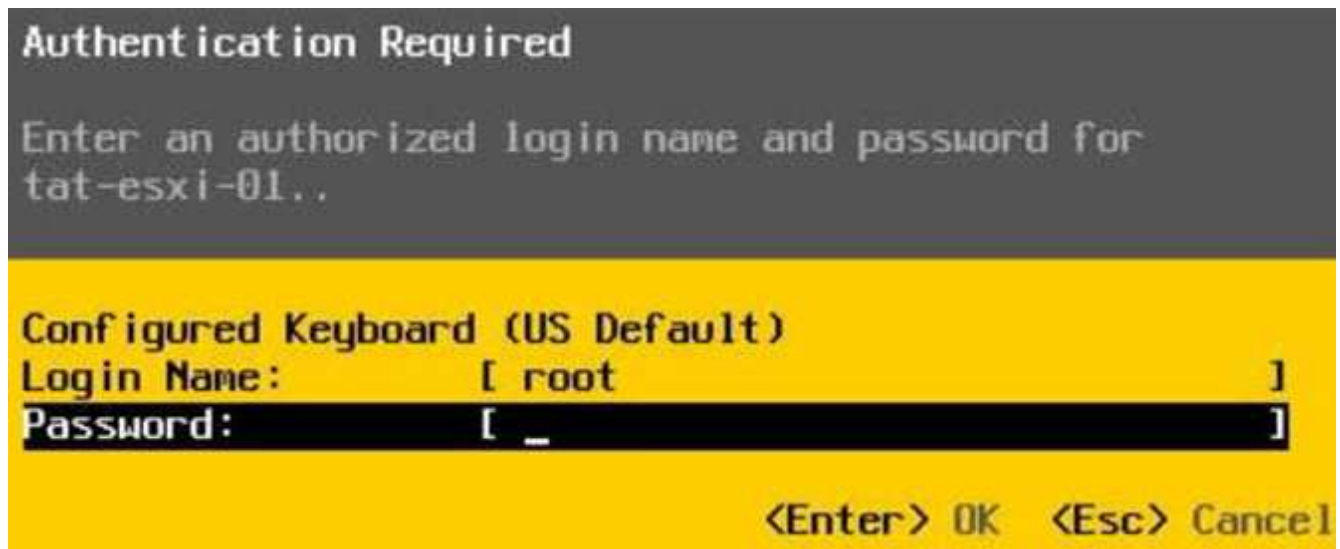 Authentication Required
Enter an authorized login name and password for
tat-esxi-01..
Configured Keyboard (US Default)
Login Name: [ root ]
Password: [ _ ]
<Enter> OK <Esc> Cancel